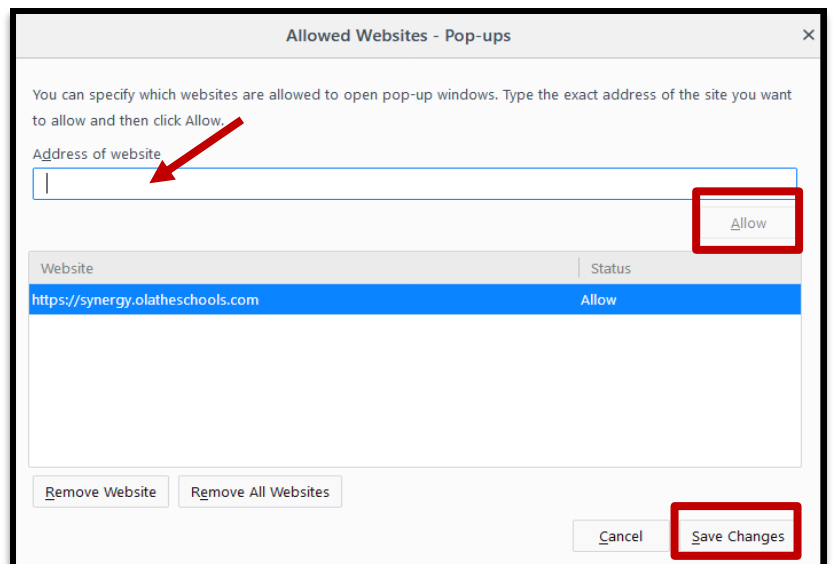 Allowed Websites - Pop-ups
You can specify which websites are allowed to open pop-up windows. Type the exact address of the site you want
to allow and then click Allow.
Address of website
Allow
Website Status
https://synergy.olatheschools.com Allow
Remove Website Remove All Websites
Cancel Save Changes